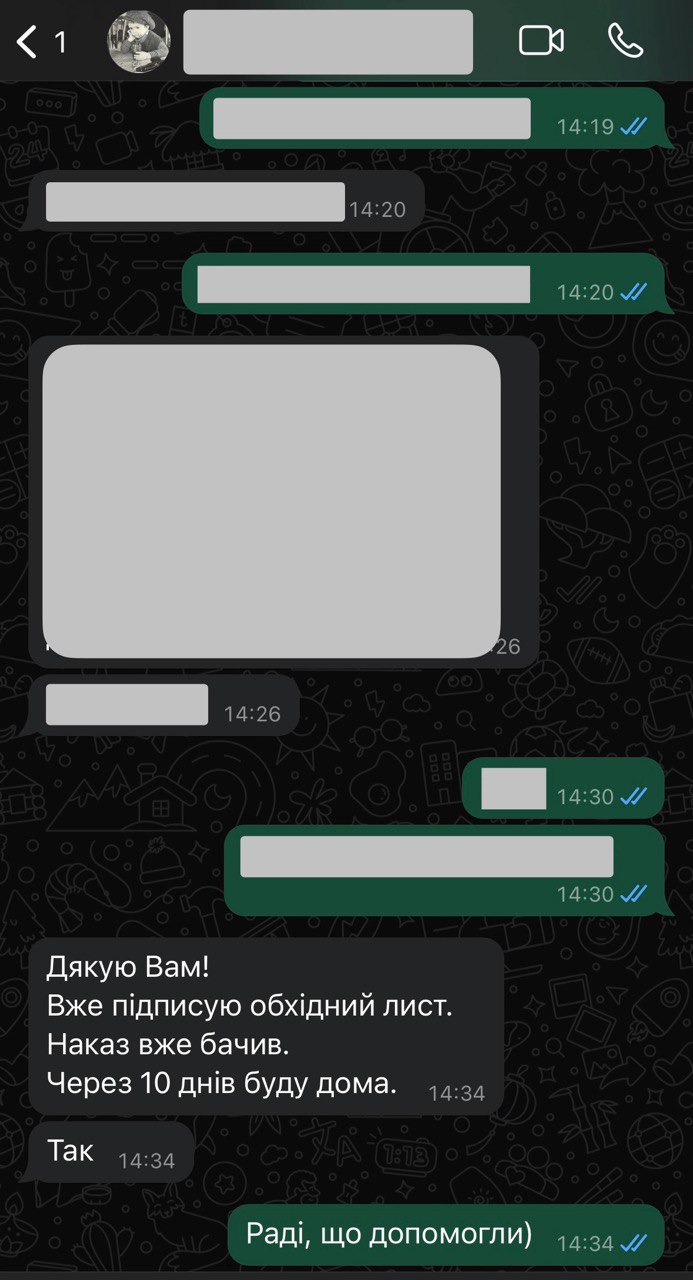 1
14:19
14:20
14:20
26
14:26
14:30
14:30
Дякую Вам!
Вже підписую обхідний лист.
Наказ вже бачив.
Через 10 днів буду дома. 14:34
Так 14:34
Раді, що допомогли) 14:34